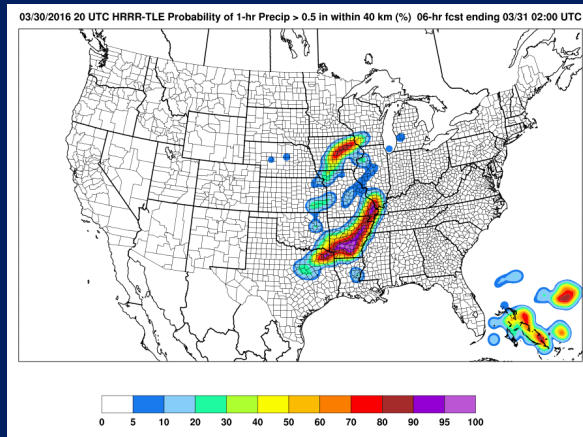 03/30/2016 20 UTC HRRR-TLE Probability of 1-hr Precip > 0.5 in within 40 km (%) 06-hr fcst ending 03/31 02:00 UTC
0 5 10 20 30 40 50 60 70 80 90 95 100